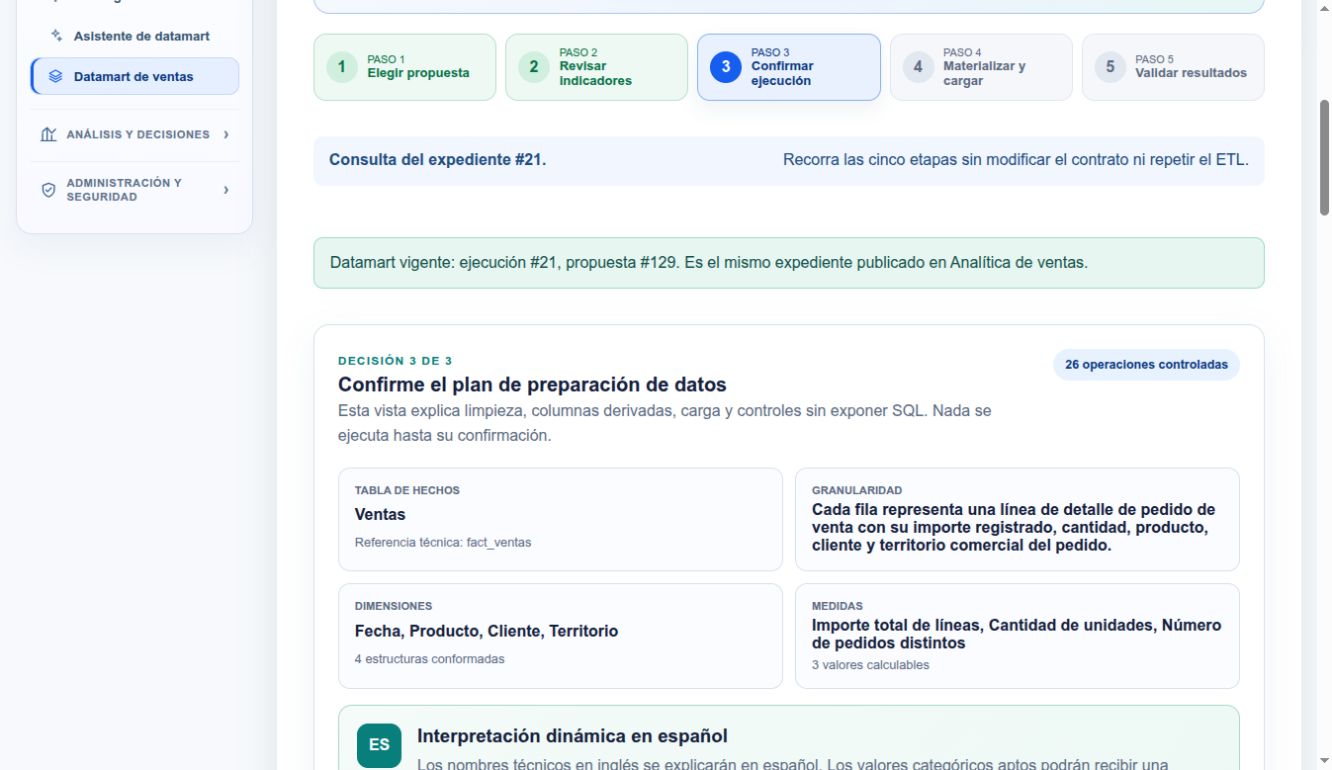 Asistente de datamart
Datamart de ventas
ANÁLISIS Y DECISIONES
ADMINISTRACIÓN Y
SEGURIDAD
1
PASO 1
Elegir propuesta
2
PASO 2
Revisar
indicadores
3
PASO 3
Confirmar
ejecución
4
PASO 4
Materializar y
cargar
5
PASO 5
Validar resultados
Consulta del expediente #21.
Recorra las cinco etapas sin modificar el contrato ni repetir el ETL.
Datamart vigente: ejecución #21, propuesta #129. Es el mismo expediente publicado en Analítica de ventas.
DECISIÓN 3 DE 3
Confirme el plan de preparación de datos
26 operaciones controladas
Esta vista explica limpieza, columnas derivadas, carga y controles sin exponer SQL. Nada se
ejecuta hasta su confirmación.
TABLA DE HECHOS
Ventas
Referencia técnica: fact_ventas
GRANULARIDAD
Cada fila representa una línea de detalle de pedido de
venta con su importe registrado, cantidad, producto,
cliente y territorio comercial del pedido.
DIMENSIONES
Fecha, Producto, Cliente, Territorio
4 estructuras conformadas
MEDIDAS
Importe total de líneas, Cantidad de unidades, Número
de pedidos distintos
3 valores calculables
ES
Interpretación dinámica en español
Los nombres técnicos en inglés se explicarán en español. Los valores categóricos aptos podrán recibir una